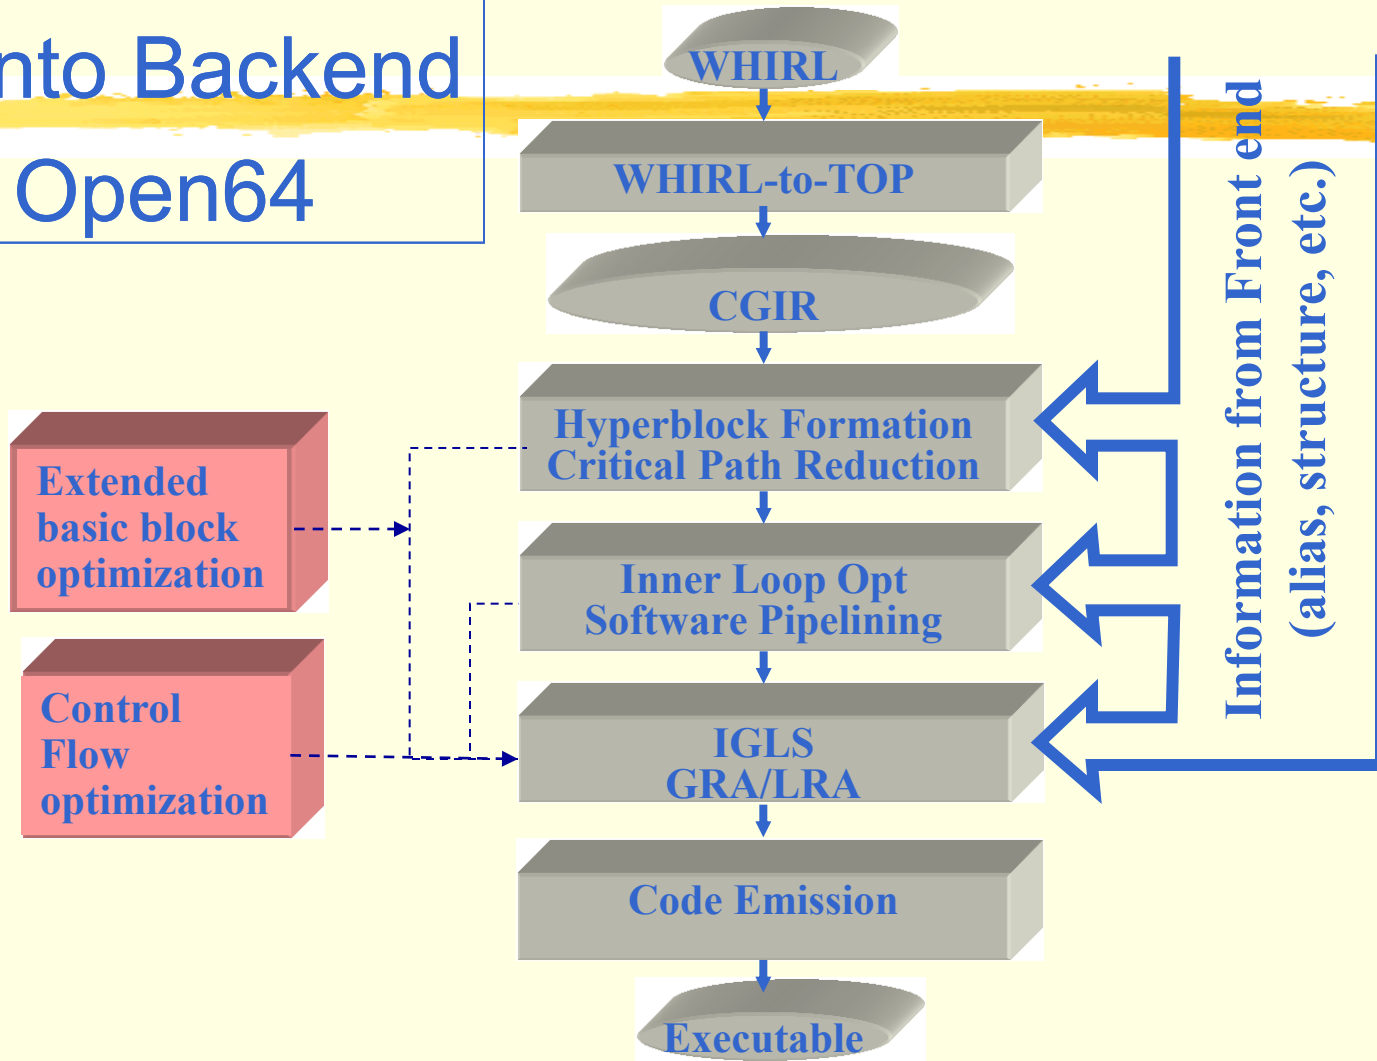 nto Backend
Open64
WHIRL
WHIRL-to-TOP
CGIR
Hyperblock Formation
Critical Path Reduction
Extended
basic block
optimization
Inner Loop Opt
Software Pipelining
Control
Flow
optimization
IGLS
GRA/LRA
Code Emission
Executable
Information from Front end
(alias, structure, etc.)